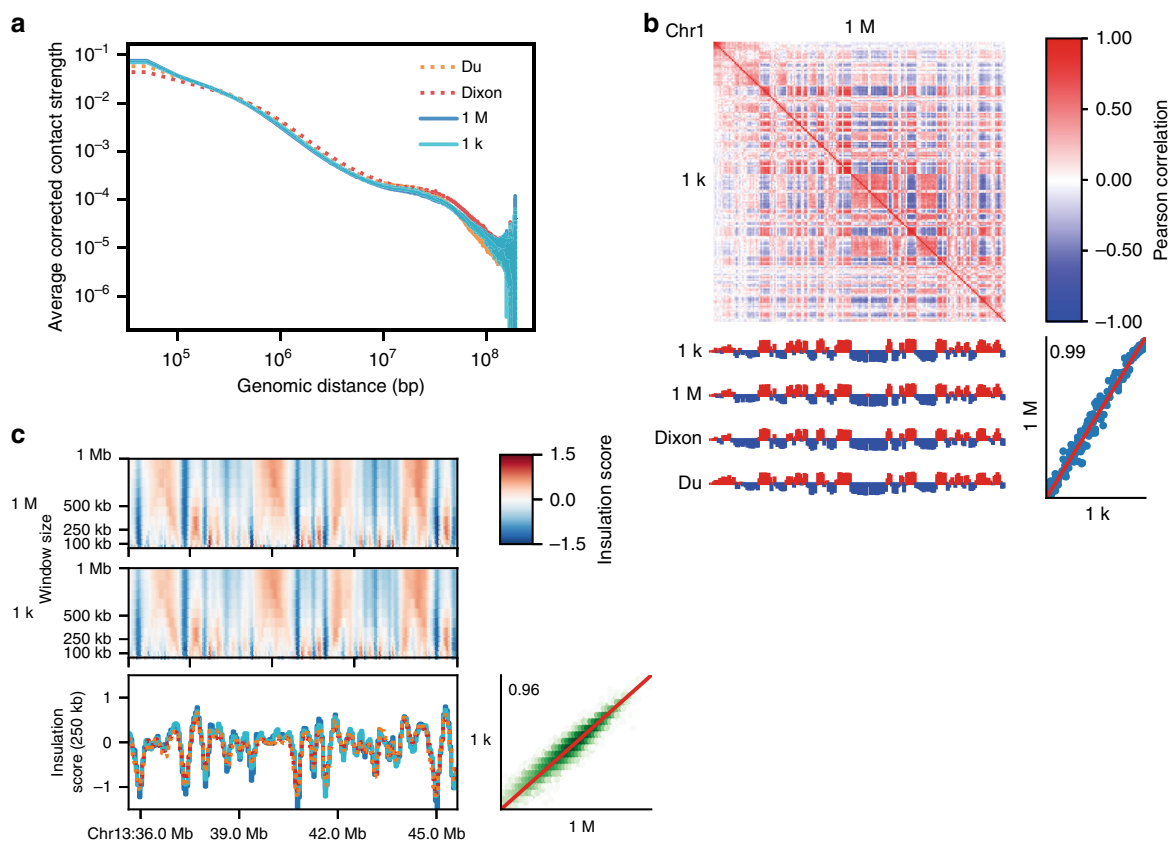 a
Average corrected contact strength
10⁻¹
10⁻²
10⁻³
10⁻⁴
10⁻⁵
10⁻⁶
Du
Dixon
1 M
1 k
10⁵
10⁶
10⁷
10⁸
Genomic distance (bp)
b
Chr1
1 M
1 k
1.00
0.50
0.00
−0.50
−1.00
Pearson correlation
1 k
1 M
Dixon
Du
0.99
1 M
1 k
c
1 M
Window size
1 Mb
500 kb
250 kb
100 kb
1.5
0.0
−1.5
Insulation score
1 k
1 Mb
500 kb
250 kb
100 kb
Insulation
score (250 kb)
1
0
−1
Chr13:36.0 Mb
39.0 Mb
42.0 Mb
45.0 Mb
0.96
1 k
1 M